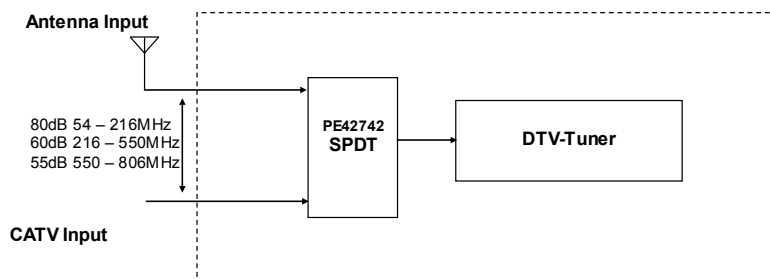 Antenna Input
80dB 54 – 216MHz
60dB 216 – 550MHz
55dB 550 – 806MHz
PE42742
SPDT
DTV-Tuner
CATV Input